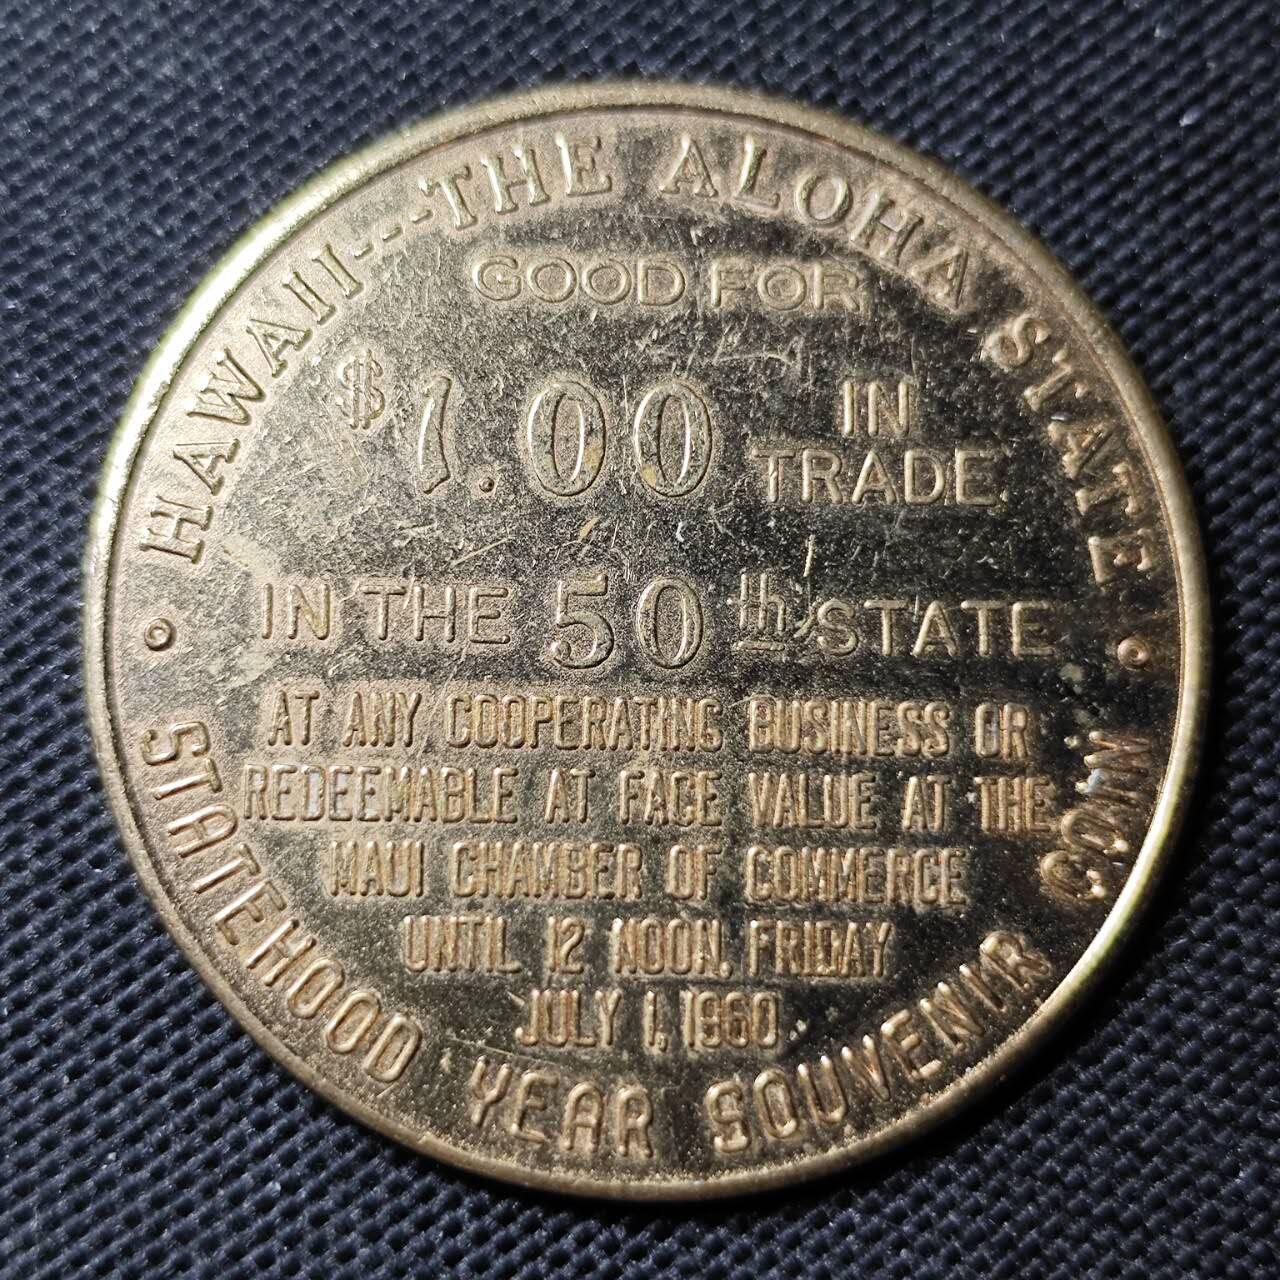 HAWAII---THE ALOHA STATE
GOOD FOR
$1.00 IN TRADE
IN THE 50th STATE
AT ANY COOPERATING BUSINESS OR
REDEEMABLE AT FACE VALUE AT THE
MAUI CHAMBER OF COMMERCE
UNTIL 12 NOON, FRIDAY
JULY 1, 1960
STATEHOOD YEAR SOUVENIR COIN